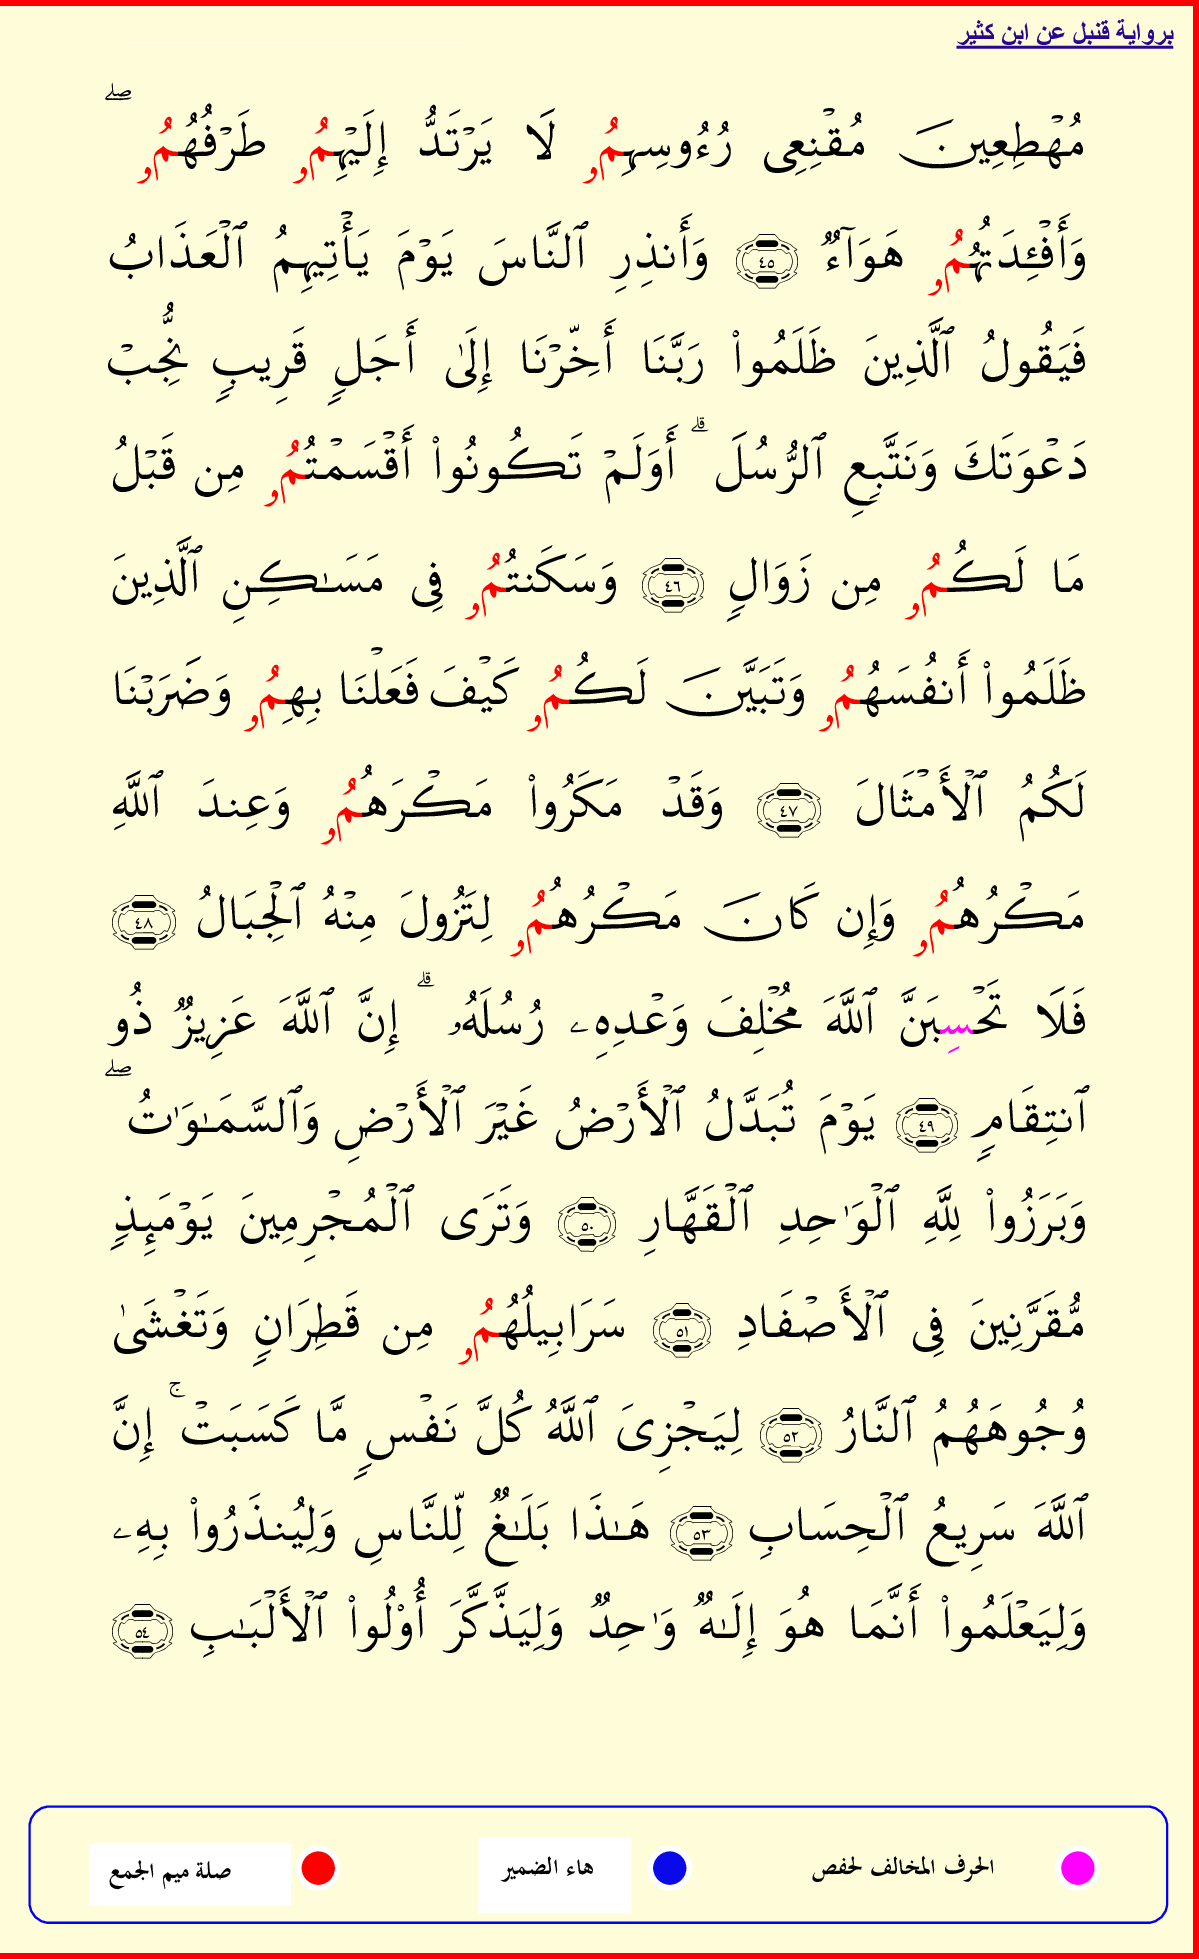 برواية قنبل عن ابن كثير
مُهْطِعِينَ مُقْنِعِى رُءُوسِهِمُۥ لَا يَرْتَدُّ إِلَيْهِمُۥ طَرْفُهُمُۥ ۖ
وَأَفْـِٔدَتُهُمُۥ هَوَآءٌ ٤٥ وَأَنذِرِ ٱلنَّاسَ يَوْمَ يَأْتِيهِمُ ٱلْعَذَابُ
فَيَقُولُ ٱلَّذِينَ ظَلَمُوا۟ رَبَّنَا أَخِّرْنَا إِلَىٰ أَجَلٍ قَرِيبٍ نُّجِبْ
دَعْوَتَكَ وَنَتَّبِعِ ٱلرُّسُلَ ۗ أَوَلَمْ تَكُونُوا۟ أَقْسَمْتُمُۥ مِن قَبْلُ
مَا لَكُمُۥ مِن زَوَالٍ ٤٦ وَسَكَنتُمُۥ فِى مَسَـٰكِنِ ٱلَّذِينَ
ظَلَمُوا۟ أَنفُسَهُمُۥ وَتَبَيَّنَ لَكُمُۥ كَيْفَ فَعَلْنَا بِهِمُۥ وَضَرَبْنَا
لَكُمُ ٱلْأَمْثَالَ ٤٧ وَقَدْ مَكَرُوا۟ مَكْرَهُمُۥ وَعِندَ ٱللَّهِ
مَكْرُهُمُۥ وَإِن كَانَ مَكْرُهُمُۥ لِتَزُولَ مِنْهُ ٱلْجِبَالُ ٤٨
فَلَا تَحْسِبَنَّ ٱللَّهَ مُخْلِفَ وَعْدِهِۦ رُسُلَهُۥ ۗ إِنَّ ٱللَّهَ عَزِيزٌ ذُو
ٱنتِقَامٍ ٤٩ يَوْمَ تُبَدَّلُ ٱلْأَرْضُ غَيْرَ ٱلْأَرْضِ وَٱلسَّمَـٰوَٰتُ ۖ
وَبَرَزُوا۟ لِلَّهِ ٱلْوَٰحِدِ ٱلْقَهَّارِ ٥٠ وَتَرَى ٱلْمُجْرِمِينَ يَوْمَئِذٍ
مُّقَرَّنِينَ فِى ٱلْأَصْفَادِ ٥١ سَرَابِيلُهُمُۥ مِن قَطِرَانٍ وَتَغْشَىٰ
وُجُوهَهُمُ ٱلنَّارُ ٥٢ لِيَجْزِىَ ٱللَّهُ كُلَّ نَفْسٍ مَّا كَسَبَتْ ۚ إِنَّ
ٱللَّهَ سَرِيعُ ٱلْحِسَابِ ٥٣ هَـٰذَا بَلَـٰغٌ لِّلنَّاسِ وَلِيُنذَرُوا۟ بِهِۦ
وَلِيَعْلَمُوا۟ أَنَّمَا هُوَ إِلَـٰهٌ وَٰحِدٌ وَلِيَذَّكَّرَ أُو۟لُوا۟ ٱلْأَلْبَـٰبِ ٥٤
الحرف المخالف لحفص هاء الضمير صلة ميم الجمع